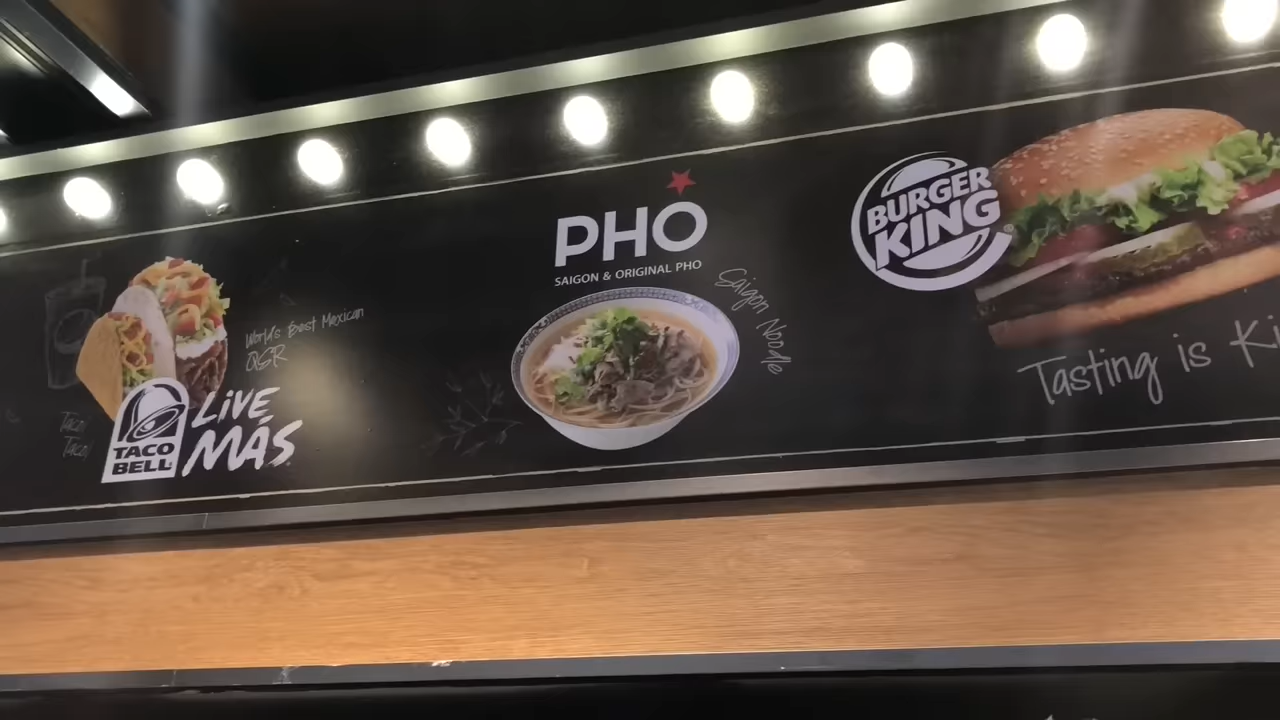 World's Best Mexican
QSR
Taco
Taco
TACO
BELL
LiVE
MÁS
PHO
SAIGON & ORIGINAL PHO
Saigon Noodle
BURGER
KING
Tasting is Ki